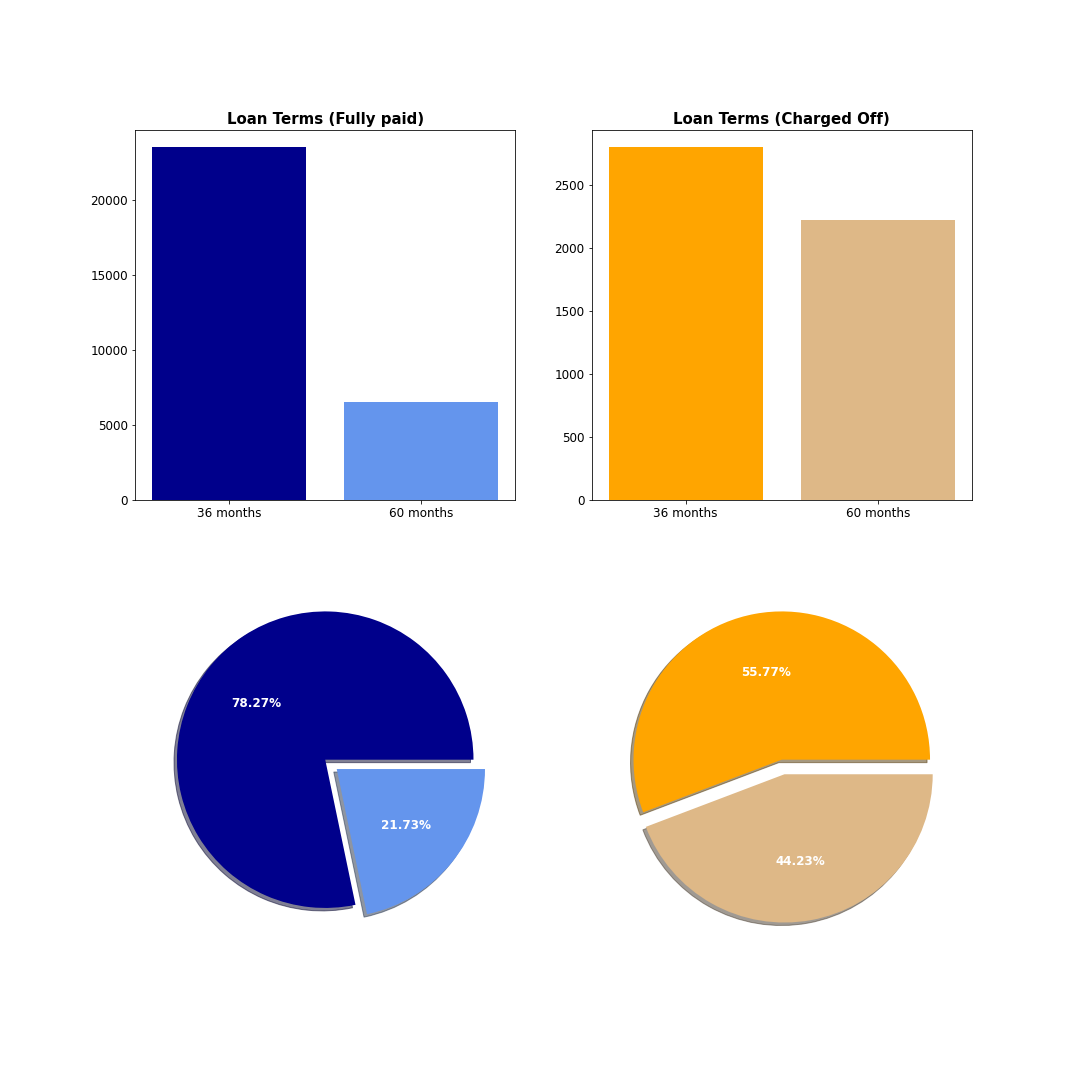 Loan Terms (Fully paid)
20000
15000
10000
5000
0
36 months
60 months
Loan Terms (Charged Off)
2500
2000
1500
1000
500
0
36 months
60 months
78.27%
21.73%
55.77%
44.23%